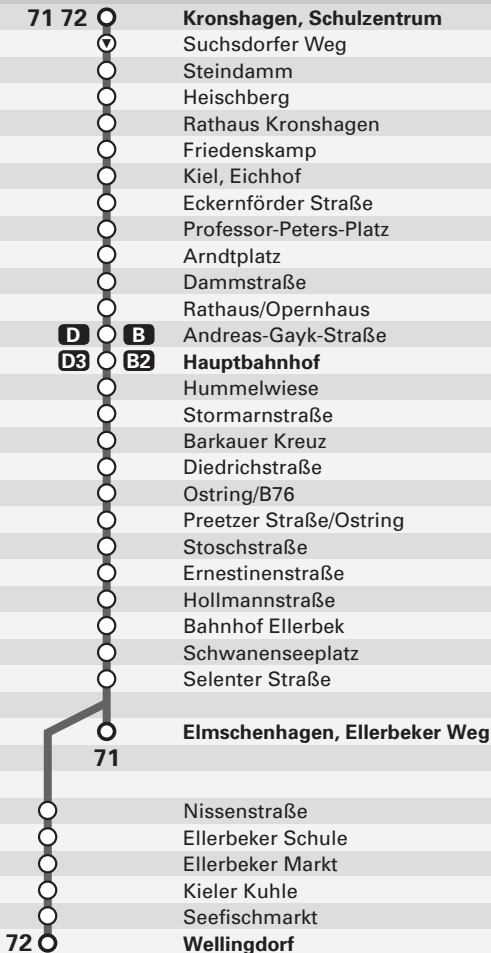 71 72 Kronshagen, Schulzentrum
Suchsdorfer Weg
Steindamm
Heischberg
Rathaus Kronshagen
Friedenskamp
Kiel, Eichhof
Eckernförder Straße
Professor-Peters-Platz
Arndtplatz
Dammstraße
Rathaus/Opernhaus
D B Andreas-Gayk-Straße
D3 B2 Hauptbahnhof
Hummelwiese
Stormarnstraße
Barkauer Kreuz
Diedrichstraße
Ostring/B76
Preetzer Straße/Ostring
Stoschstraße
Ernestinenstraße
Hollmannstraße
Bahnhof Ellerbek
Schwanenseeplatz
Selenter Straße
Elmschenhagen, Ellerbeker Weg
71
Nissenstraße
Ellerbeker Schule
Ellerbeker Markt
Kieler Kuhle
Seefischmarkt
72 Wellingdorf